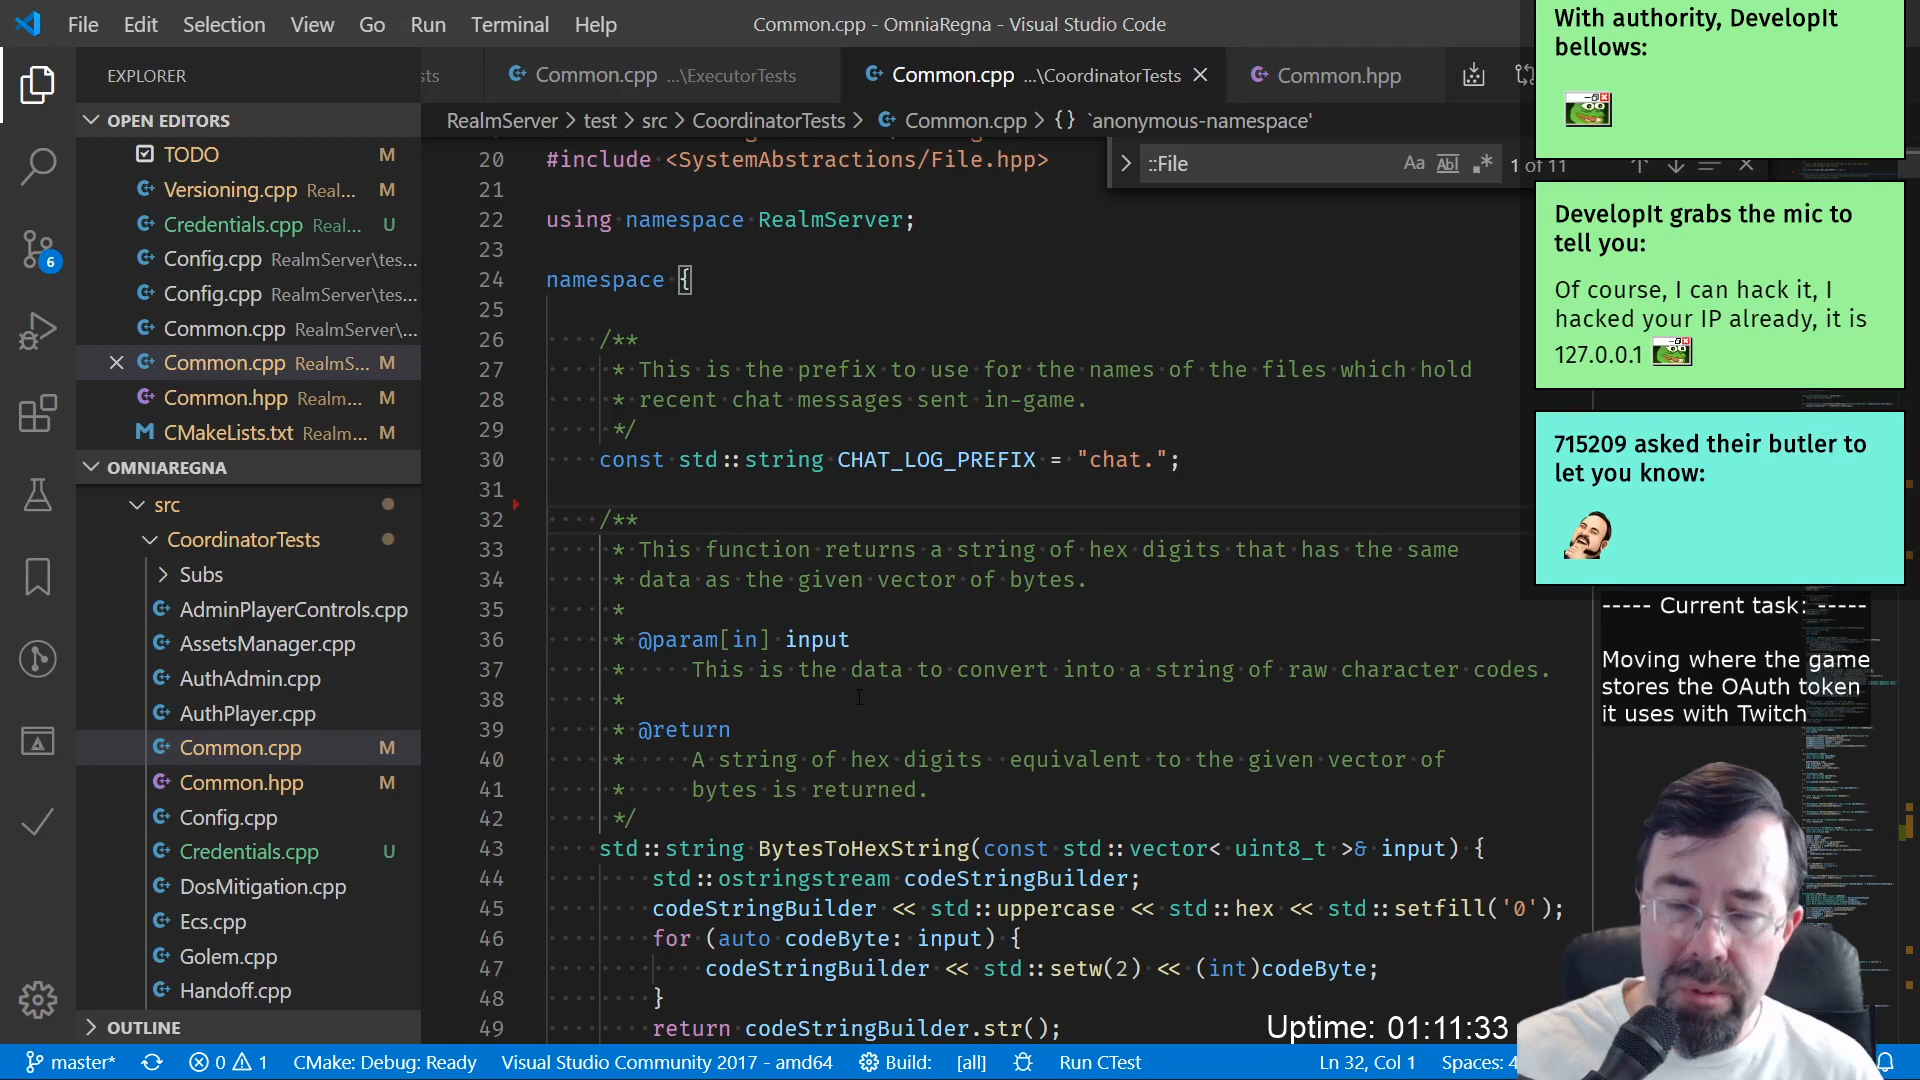 File Edit Selection View Go Run Terminal Help
Common.cpp - OmniaRegna - Visual Studio Code
EXPLORER
sts
Common.cpp ...\ExecutorTests
Common.cpp ...\CoordinatorTests
Common.hpp
OPEN EDITORS
TODO M
Versioning.cpp Real... M
Credentials.cpp Real... U
Config.cpp RealmServer\tes...
Config.cpp RealmServer\tes...
Common.cpp RealmServer\...
Common.cpp RealmS... M
Common.hpp Realm... M
CMakeLists.txt Realm... M
OMNIAREGNA
src
CoordinatorTests
Subs
AdminPlayerControls.cpp
AssetsManager.cpp
AuthAdmin.cpp
AuthPlayer.cpp
Common.cpp M
Common.hpp M
Config.cpp
Credentials.cpp U
DosMitigation.cpp
Ecs.cpp
Golem.cpp
Handoff.cpp
OUTLINE
6
RealmServer > test > src > CoordinatorTests > Common.cpp > {} `anonymous-namespace'
::File
Aa Abl .* 1 of 11
20 #include <SystemAbstractions/File.hpp>
21
22 using namespace RealmServer;
23
24 namespace {
25
26 /**
27 * This is the prefix to use for the names of the files which hold
28 * recent chat messages sent in-game.
29 */
30 const std::string CHAT_LOG_PREFIX = "chat.";
31
32 /**
33 * This function returns a string of hex digits that has the same
34 * data as the given vector of bytes.
35 *
36 * @param[in] input
37 * This is the data to convert into a string of raw character codes.
38 *
39 * @return
40 * A string of hex digits  equivalent to the given vector of
41 * bytes is returned.
42 */
43 std::string BytesToHexString(const std::vector< uint8_t >& input) {
44 std::ostringstream codeStringBuilder;
45 codeStringBuilder << std::uppercase << std::hex << std::setfill('0');
46 for (auto codeByte: input) {
47 codeStringBuilder << std::setw(2) << (int)codeByte;
48 }
49 return codeStringBuilder.str();
With authority, DevelopIt
bellows:
DevelopIt grabs the mic to
tell you:
Of course, I can hack it, I
hacked your IP already, it is
127.0.0.1
715209 asked their butler to
let you know:
----- Current task: -----
Moving where the game
stores the OAuth token
it uses with Twitch
Uptime: 01:11:33
master* 0 1 CMake: Debug: Ready Visual Studio Community 2017 - amd64 Build: [all] Run CTest Ln 32, Col 1 Spaces: 4